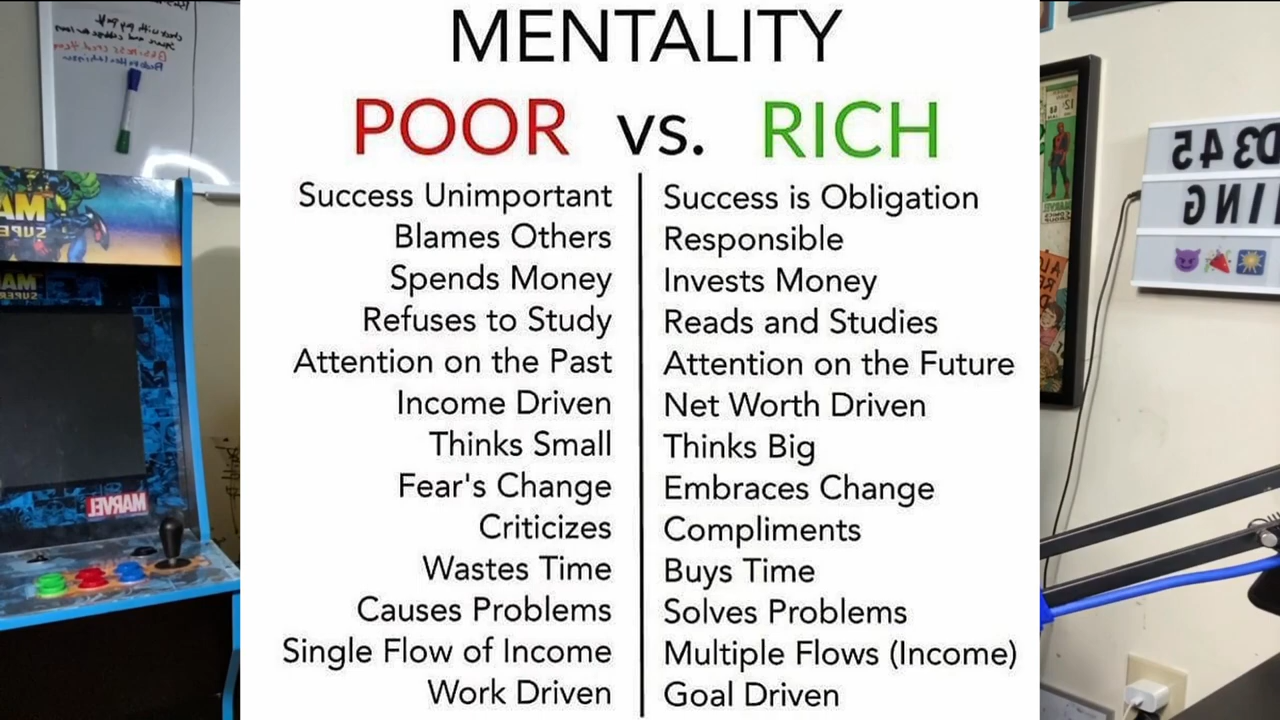 MENTALITY
POOR vs. RICH
Success Unimportant
Success is Obligation
Blames Others
Responsible
Spends Money
Invests Money
Refuses to Study
Reads and Studies
Attention on the Past
Attention on the Future
Income Driven
Net Worth Driven
Thinks Small
Thinks Big
Fear's Change
Embraces Change
Criticizes
Compliments
Wastes Time
Buys Time
Causes Problems
Solves Problems
Single Flow of Income
Multiple Flows (Income)
Work Driven
Goal Driven
MARVEL